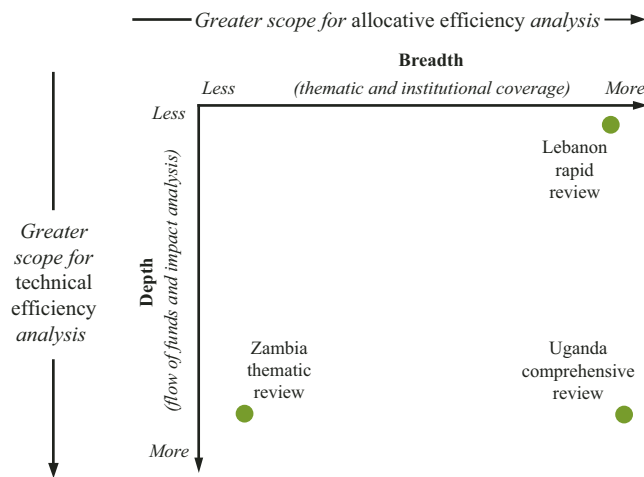 Greater scope for allocative efficiency analysis
Breadth
Less (thematic and institutional coverage) More
Less
Lebanon
rapid
review
Greater
scope for
technical
efficiency
analysis
Depth
(flow of funds and impact analysis)
Zambia
thematic
review
Uganda
comprehensive
review
More